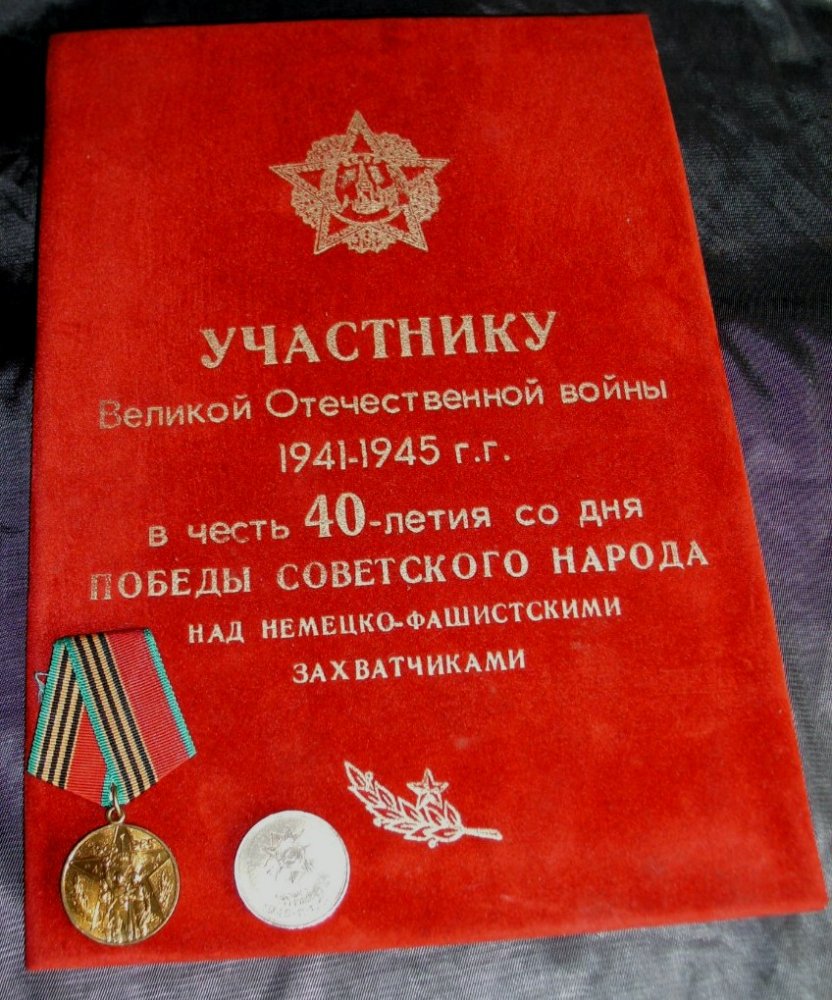 УЧАСТНИКУ
Великой Отечественной войны
1941-1945 г.г.
в честь 40-летия со дня
ПОБЕДЫ СОВЕТСКОГО НАРОДА
НАД НЕМЕЦКО-ФАШИСТСКИМИ
ЗАХВАТЧИКАМИ